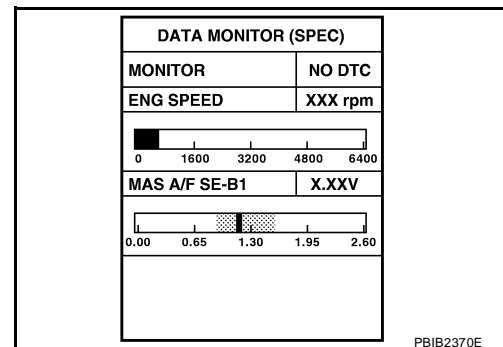 DATA MONITOR (SPEC)
MONITOR NO DTC
ENG SPEED XXX rpm
0 1600 3200 4800 6400
MAS A/F SE-B1 X.XXV
0.00 0.65 1.30 1.95 2.60
PBIB2370E